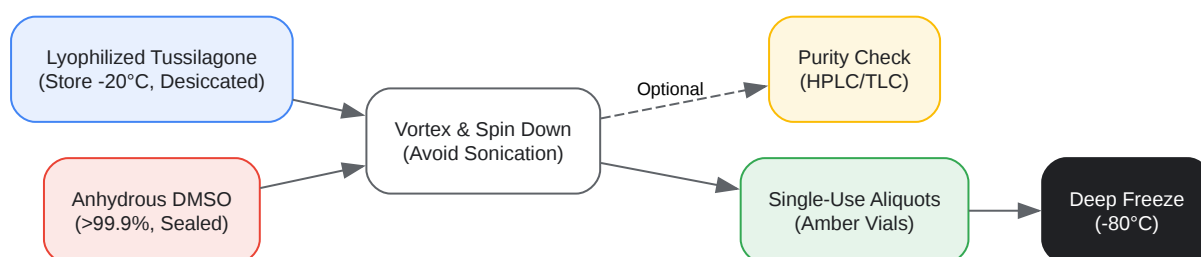 Lyophilized Tussilagone
(Store -20°C, Desiccated)
Anhydrous DMSO
(>99.9%, Sealed)
Vortex & Spin Down
(Avoid Sonication)
Optional
Purity Check
(HPLC/TLC)
Single-Use Aliquots
(Amber Vials)
Deep Freeze
(-80°C)